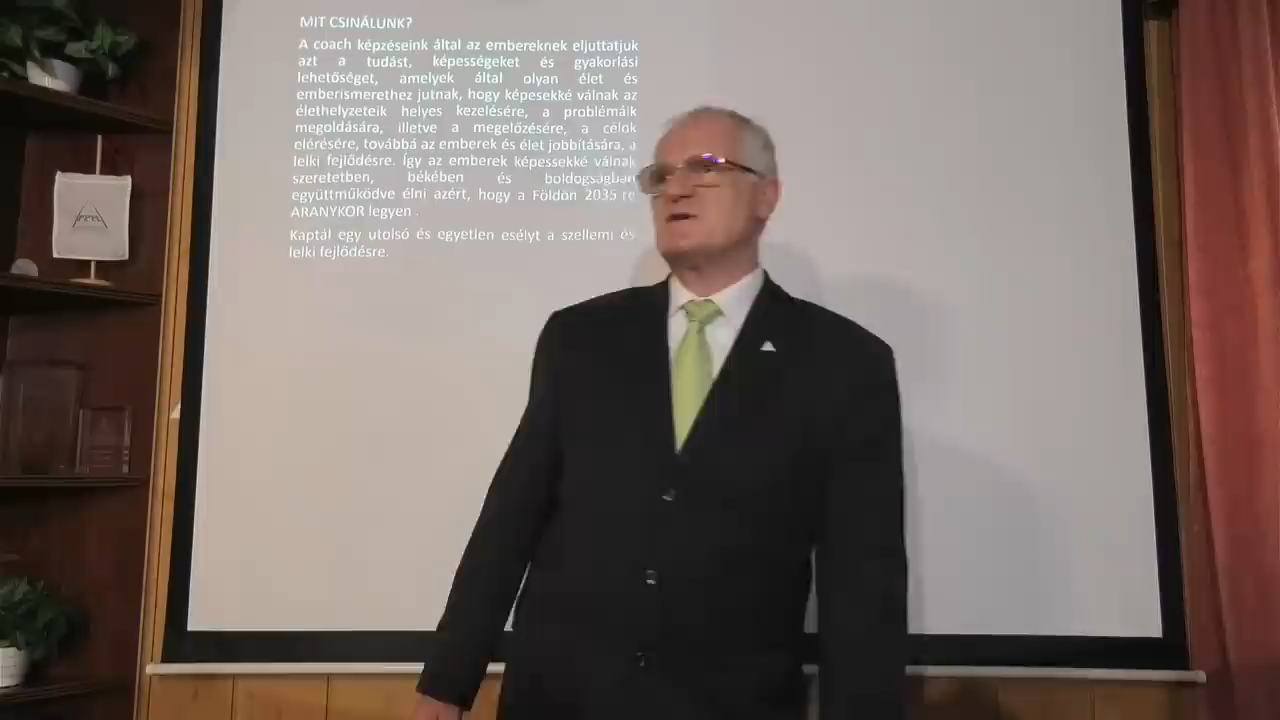 MIT CSINÁLUNK?
A coach képzéseink által az embereknek eljuttatjuk
azt a tudást, képességeket és gyakorlási
lehetőséget, amelyek által olyan élet és
emberismerethez jutnak, hogy képesekké válnak az
élethelyzeteik helyes kezelésére, a problémáik
megoldására, illetve a megelőzésére, a célok
elérésére, továbbá az emberek és élet jobbítására, a
lelki fejlődésre. Így az emberek képessekké válnak
szeretetben, békében és boldogságban
együttműködve élni azért, hogy a Földön 2035-re
ARANYKOR legyen .
Kaptál egy utolsó és egyetlen esélyt a szellemi és
lelki fejlődésre.